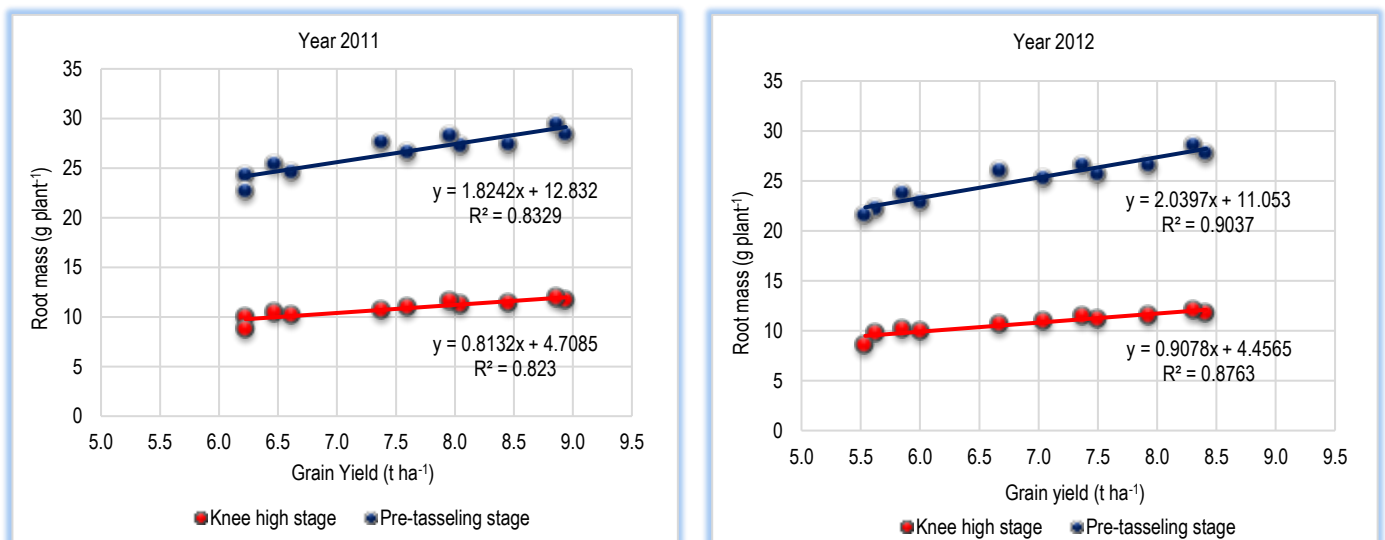 Year 2011
35
30
25
20
15
10
5
0
Root mass (g plant⁻¹)
y = 1.8242x + 12.832
R² = 0.8329
y = 0.8132x + 4.7085
R² = 0.823
5.0 6.0 6.5 7.0 7.5 8.0 8.5 9.0 9.5
Grain Yield (t ha⁻¹)
Knee high stage Pre-tasseling stage
Year 2012
35
30
25
20
15
10
5
0
Root mass (g plant⁻¹)
y = 2.0397x + 11.053
R² = 0.9037
y = 0.9078x + 4.4565
R² = 0.8763
5.0 5.5 6.0 6.5 7.0 7.5 8.0 8.5 9.0 9.5
Grain yield (t ha⁻¹)
Knee high stage Pre-tasseling stage